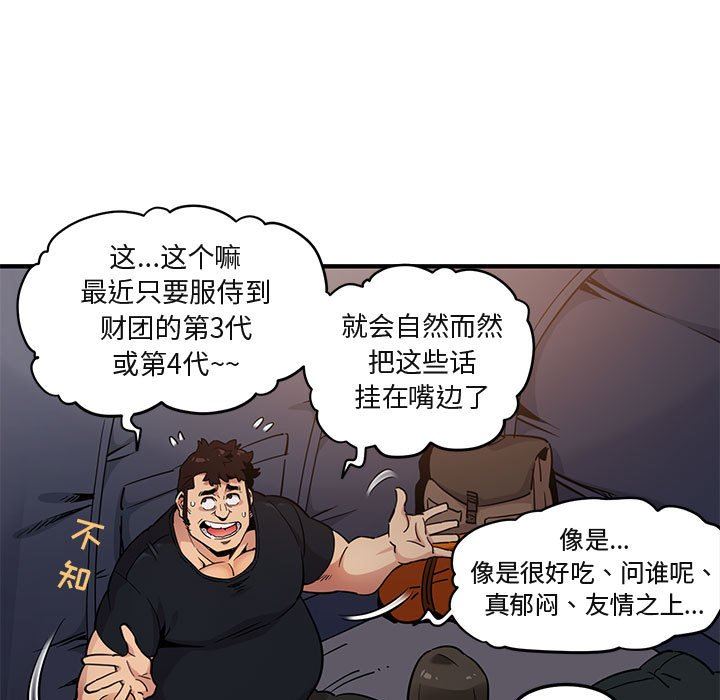 这...这个嘛
最近只要服侍到
财团的第3代
或第4代~~
就会自然而然
把这些话
挂在嘴边了
不知
像是...
像是很好吃、问谁呢、
真郁闷、友情之上...